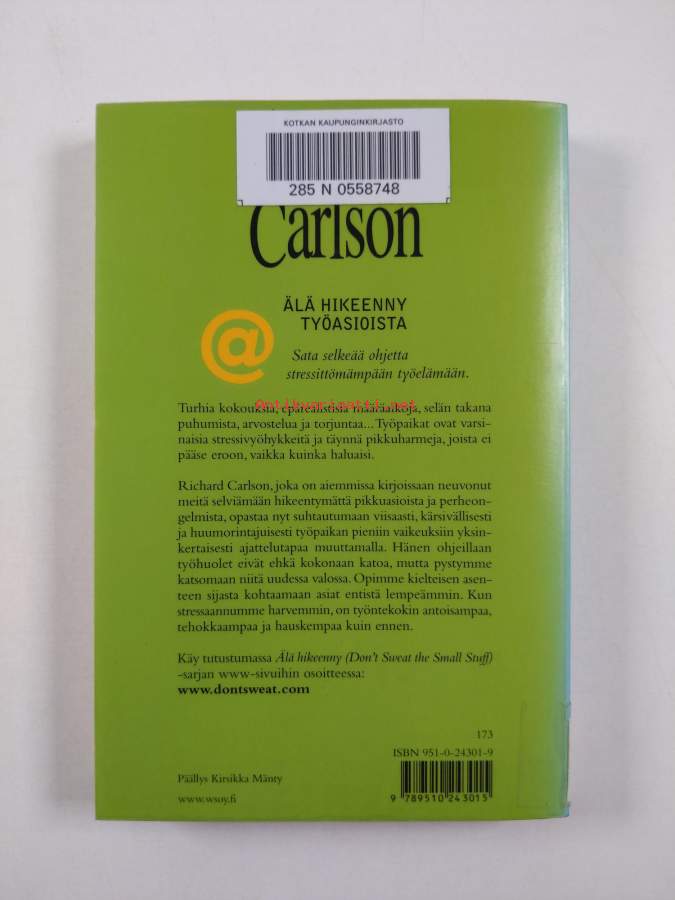 KOTKAN KAUPUNGINKIRJASTO
285 N 0558748
Carlson
ÄLÄ HIKEENNY
TYÖASIOISTA
@
Sata selkeää ohjetta
stressittömämpään työelämään.
Antikvariaatti.net
Turhia kokouksia, epärealistisia määräaikoja, selän takana
puhumista, arvostelua ja torjuntaa... Työpaikat ovat varsi-
naisia stressivyöhykkeitä ja täynnä pikkuharmeja, joista ei
pääse eroon, vaikka kuinka haluaisi.
Richard Carlson, joka on aiemmissa kirjoissaan neuvonut
meitä selviämään hikeentymättä pikkuasioista ja perheon-
gelmista, opastaa nyt suhtautumaan viisaasti, kärsivällisesti
ja huumorintajuisesti työpaikan pieniin vaikeuksiin yksin-
kertaisesti ajattelutapaa muuttamalla. Hänen ohjeillaan
työhuolet eivät ehkä kokonaan katoa, mutta pystymme
katsomaan niitä uudessa valossa. Opimme kielteisen asen-
teen sijasta kohtaamaan asiat entistä lempeämmin. Kun
stressaannumme harvemmin, on työntekokin antoisampaa,
tehokkaampaa ja hauskempaa kuin ennen.
Käy tutustumassa Älä hikeenny (Don't Sweat the Small Stuff)
-sarjan www-sivuihin osoitteessa:
www.dontsweat.com
173
ISBN 951-0-24301-9
Päällys Kirsikka Mänty
www.wsoy.fi
9 789510 243015